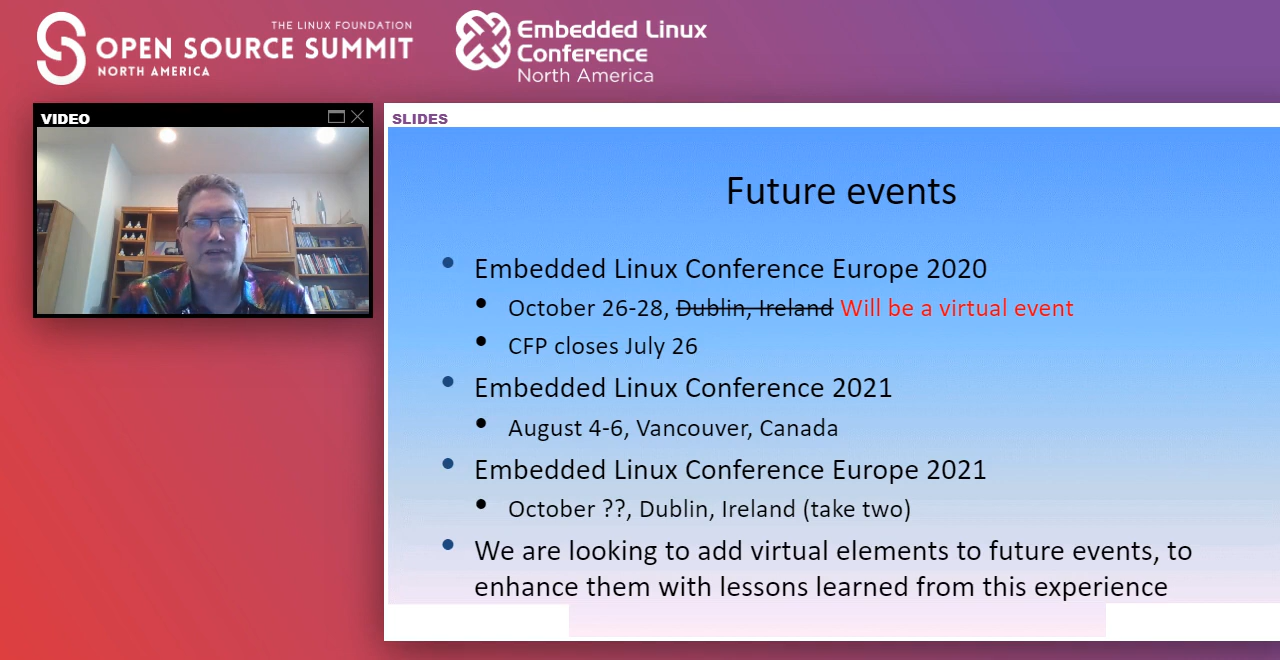 THE LINUX FOUNDATION
OPEN SOURCE SUMMIT
NORTH AMERICA
Embedded Linux
Conference
North America
VIDEO
SLIDES
Future events
Embedded Linux Conference Europe 2020
October 26-28, Dublin, Ireland Will be a virtual event
CFP closes July 26
Embedded Linux Conference 2021
August 4-6, Vancouver, Canada
Embedded Linux Conference Europe 2021
October ??, Dublin, Ireland (take two)
We are looking to add virtual elements to future events, to
enhance them with lessons learned from this experience